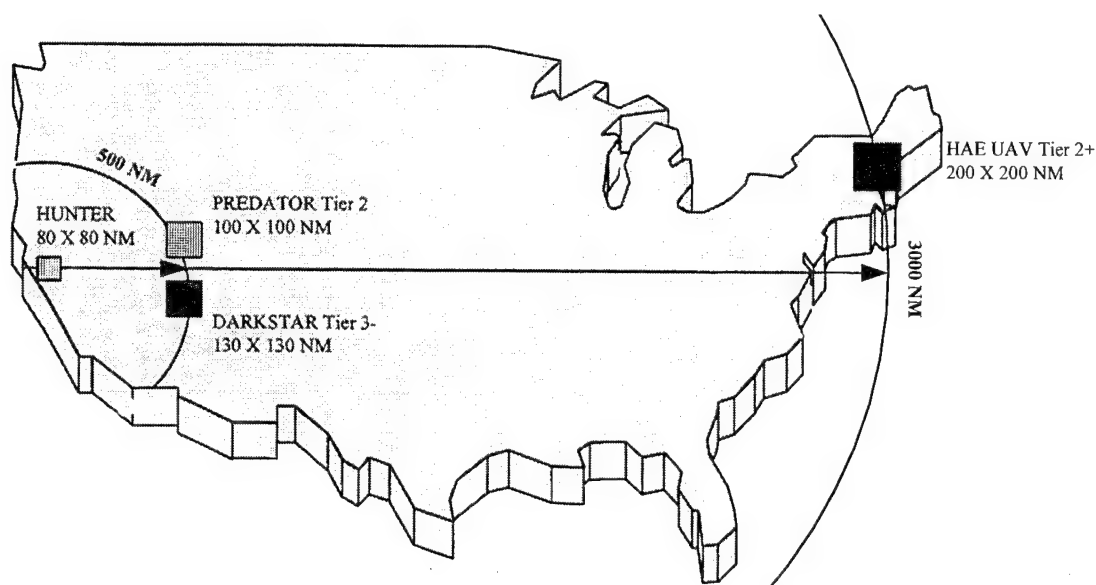 500 NM
HUNTER
80 X 80 NM
PREDATOR Tier 2
100 X 100 NM
DARKSTAR Tier 3-
130 X 130 NM
HAE UAV Tier 2+
200 X 200 NM
3000 NM